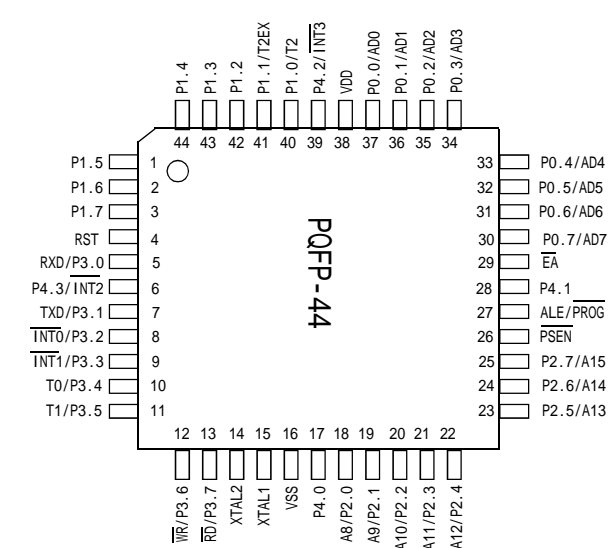 P1.4
P1.3
P1.2
P1.1/T2EX
P1.0/T2
P4.2/INT3
VDD
P0.0/AD0
P0.1/AD1
P0.2/AD2
P0.3/AD3
44 43 42 41 40 39 38 37 36 35 34
P1.5 1
P1.6 2
P1.7 3
RST 4
RXD/P3.0 5
P4.3/INT2 6
TXD/P3.1 7
INT0/P3.2 8
INT1/P3.3 9
T0/P3.4 10
T1/P3.5 11
PQFP-44
33 P0.4/AD4
32 P0.5/AD5
31 P0.6/AD6
30 P0.7/AD7
29 EA
28 P4.1
27 ALE/PROG
26 PSEN
25 P2.7/A15
24 P2.6/A14
23 P2.5/A13
12 13 14 15 16 17 18 19 20 21 22
WR/P3.6
RD/P3.7
XTAL2
XTAL1
VSS
P4.0
A8/P2.0
A9/P2.1
A10/P2.2
A11/P2.3
A12/P2.4